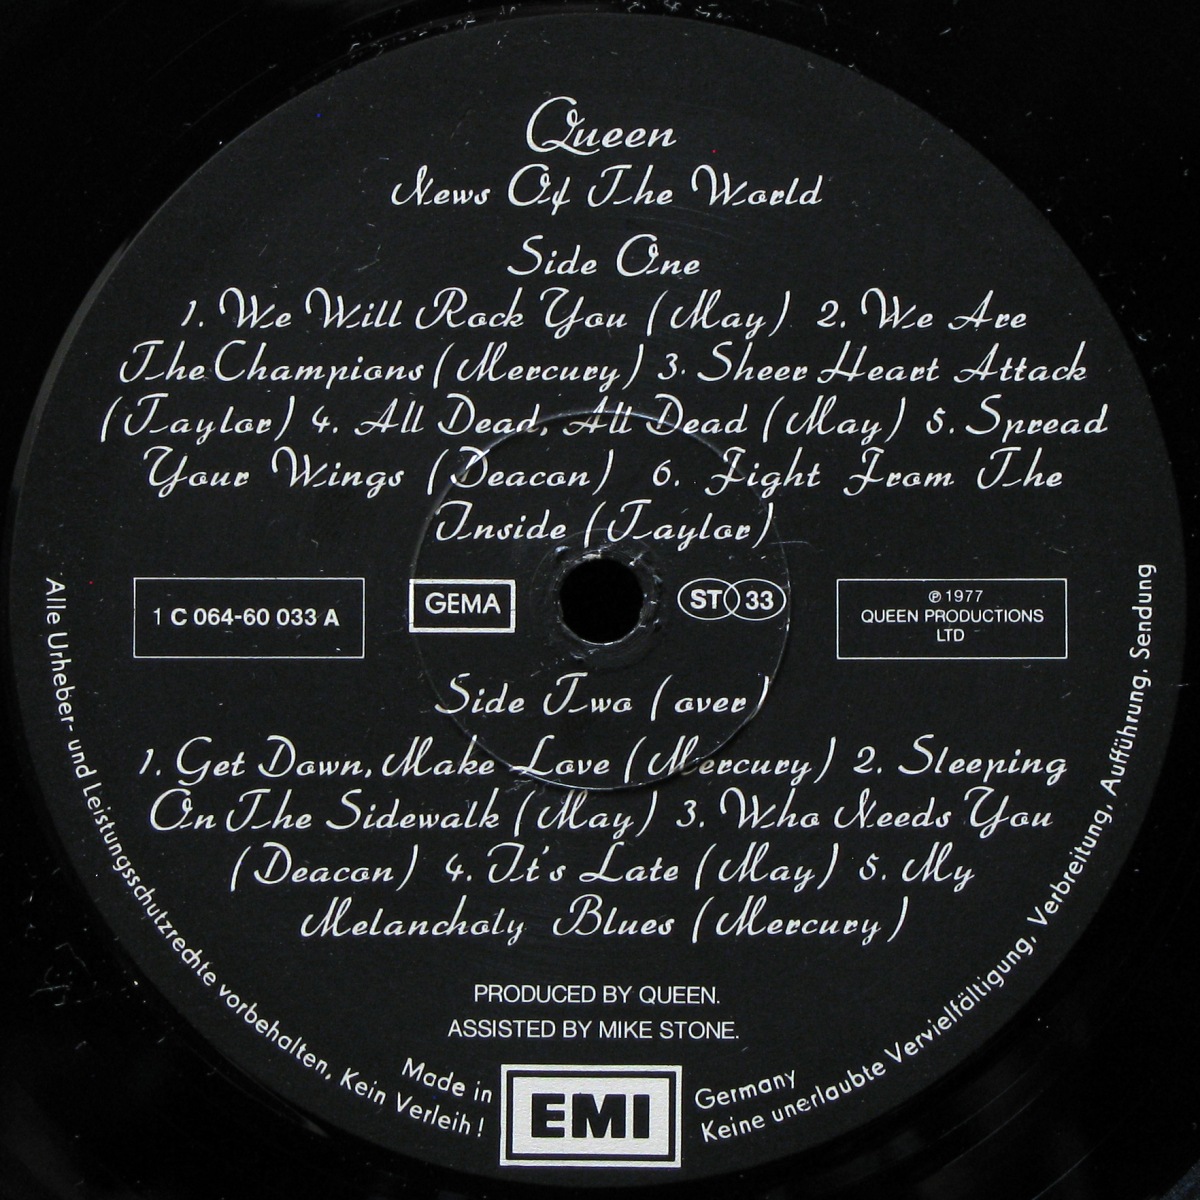 Queen
News Of The World
Side One
1. We Will Rock You (May) 2. We Are
The Champions (Mercury) 3. Sheer Heart Attack
(Taylor) 4. All Dead, All Dead (May) 5. Spread
Your Wings (Deacon) 6. Fight From The
Inside (Taylor)
1 C 064-60 033 A
GEMA
ST 33
℗ 1977
QUEEN PRODUCTIONS
LTD
Side Two (over)
1. Get Down, Make Love (Mercury) 2. Sleeping
On The Sidewalk (May) 3. Who Needs You
(Deacon) 4. It's Late (May) 5. My
Melancholy Blues (Mercury)
PRODUCED BY QUEEN.
ASSISTED BY MIKE STONE.
Made in
EMI
Germany
Alle Urheber- und Leistungsschutzrechte vorbehalten, Kein Verleih!
Keine unerlaubte Vervielfältigung, Verbreitung, Aufführung, Sendung